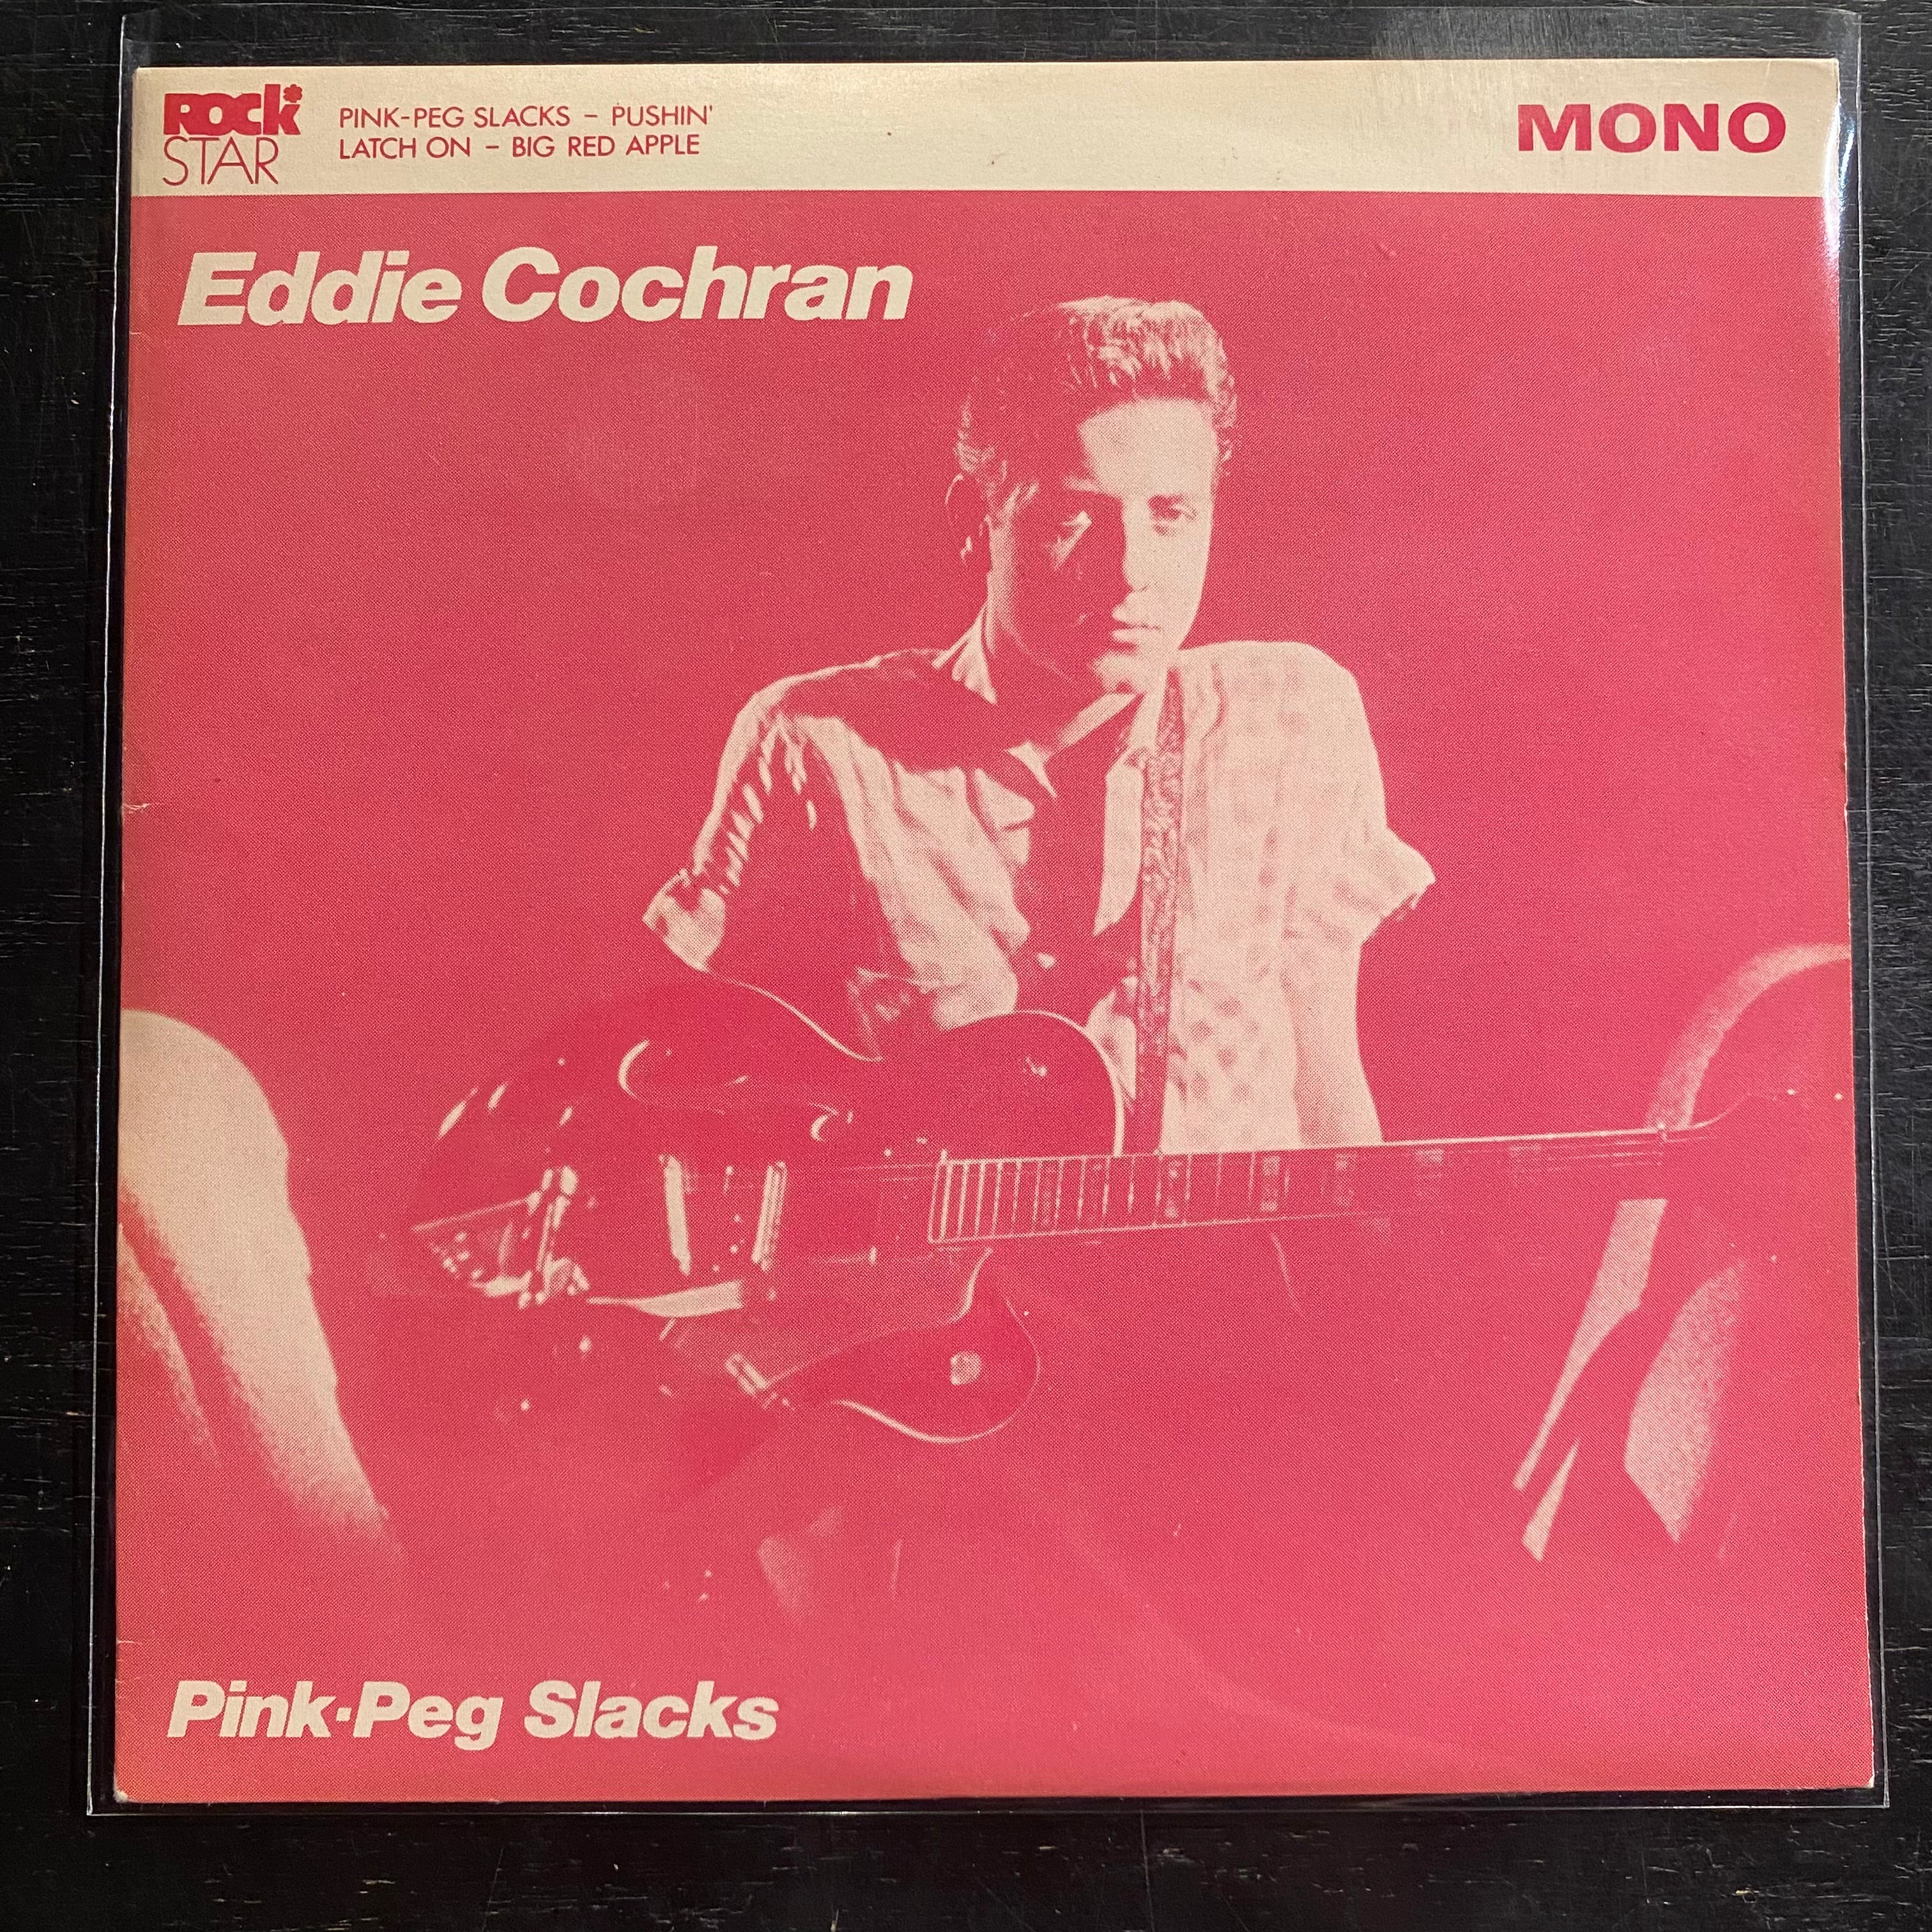 Rock
STAR
PINK-PEG SLACKS – PUSHIN'
LATCH ON – BIG RED APPLE
MONO
Eddie Cochran
Pink-Peg Slacks